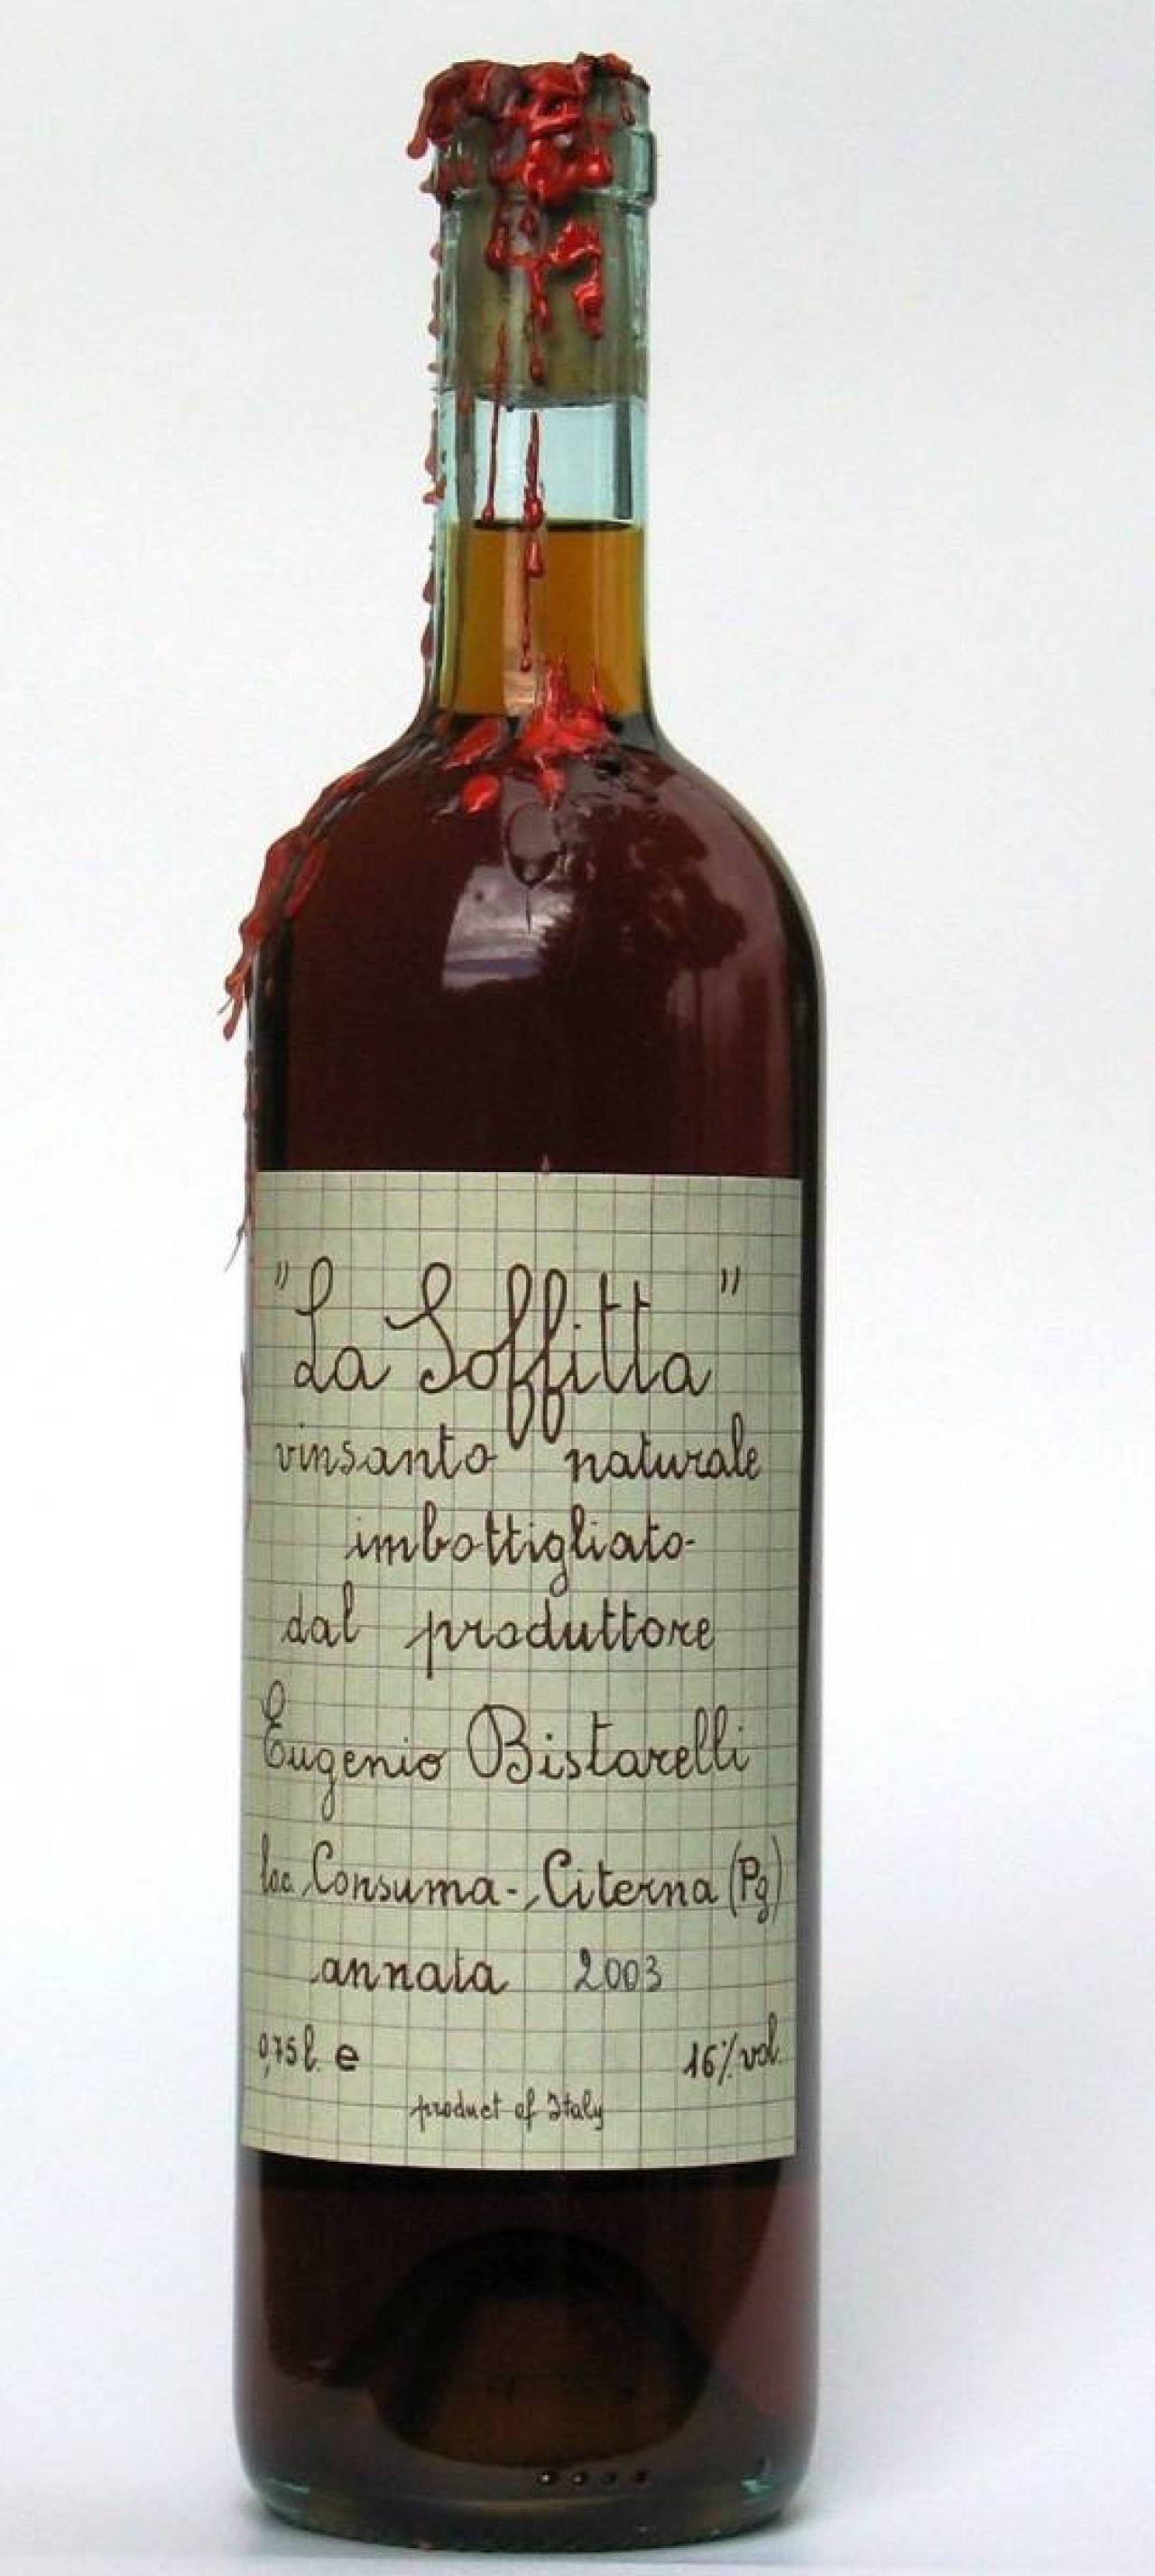 "La Soffitta"
vinsanto naturale
imbottigliato
dal produttore
Eugenio Bistarelli
loc. Consuma - Citerna (Pg)
annata 2003
0,75 l. e 16% vol.
product of Italy